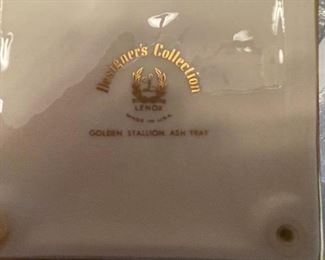 Designer's Collection
L
LENOX
MADE IN U.S.A.
GOLDEN STALLION ASH TRAY